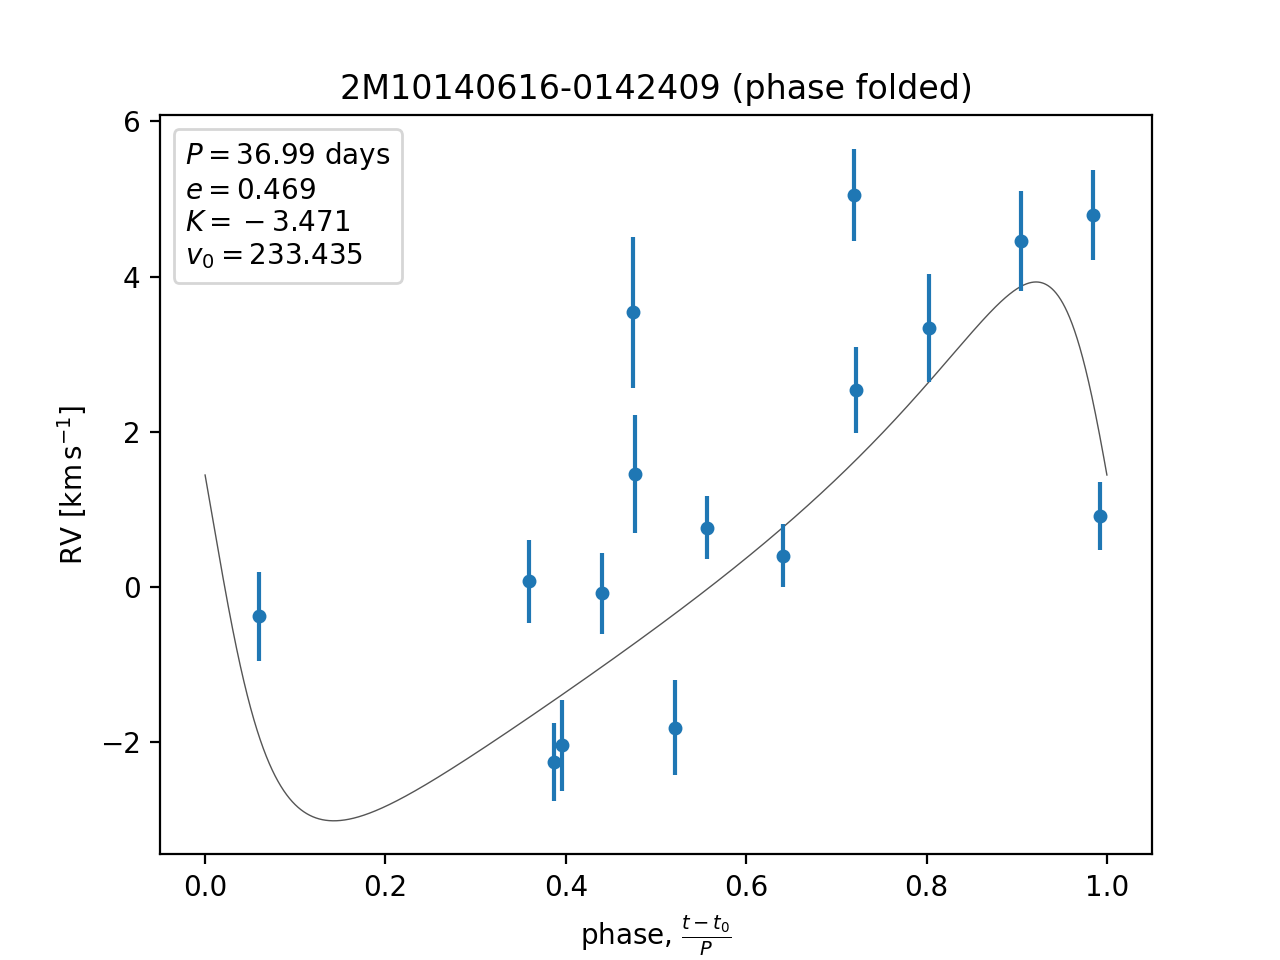 2M10140616-0142409 (phase folded)
P = 36.99 days
e = 0.469
K = −3.471
v₀ = 233.435
RV [km s⁻¹]
6
4
2
0
−2
0.0 0.2 0.4 0.6 0.8 1.0
phase, (t − t₀)/P